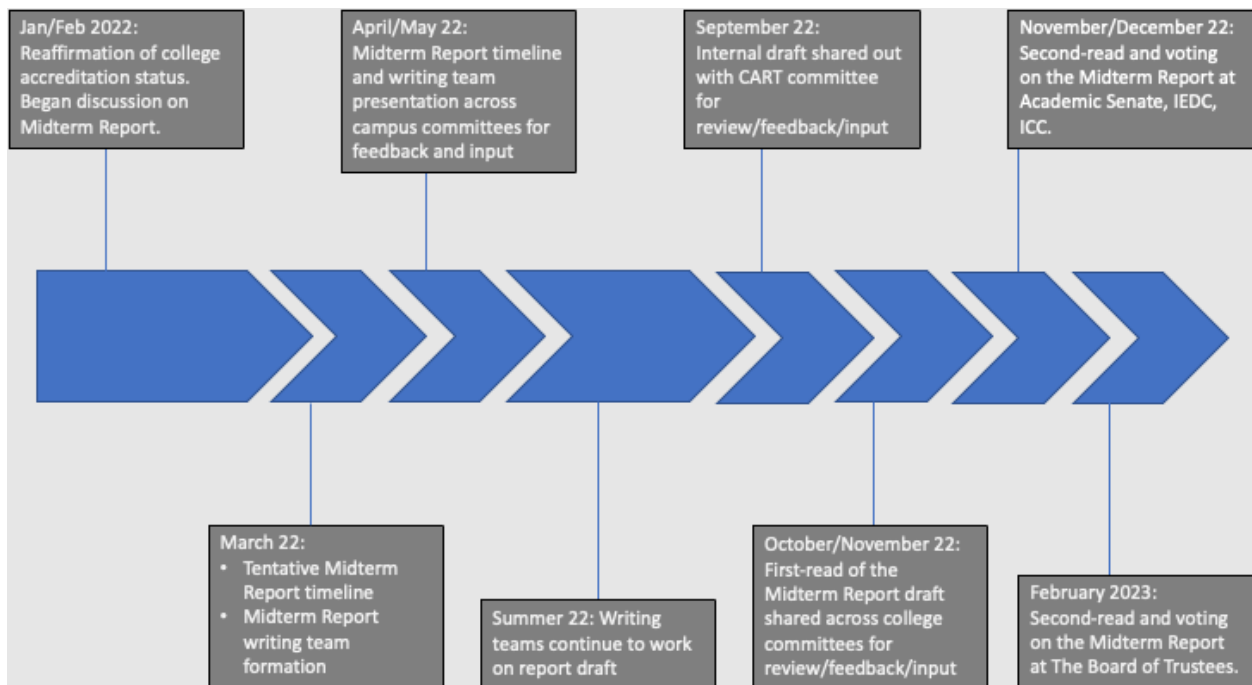 Jan/Feb 2022:
Reaffirmation of college
accreditation status.
Began discussion on
Midterm Report.
April/May 22:
Midterm Report timeline
and writing team
presentation across
campus committees for
feedback and input
September 22:
Internal draft shared out
with CART committee
for
review/feedback/input
November/December 22:
Second-read and voting
on the Midterm Report at
Academic Senate, IEDC,
ICC.
March 22:
• Tentative Midterm
Report timeline
• Midterm Report
writing team
formation
Summer 22: Writing
teams continue to work
on report draft
October/November 22:
First-read of the
Midterm Report draft
shared across college
committees for
review/feedback/input
February 2023:
Second-read and voting
on the Midterm Report
at The Board of Trustees.